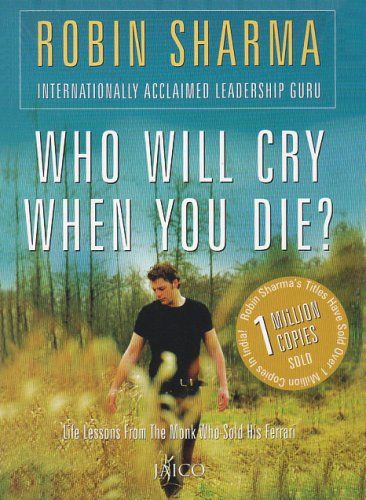 ROBIN SHARMA
INTERNATIONALLY ACCLAIMED LEADERSHIP GURU
WHO WILL CRY
WHEN YOU DIE?
Robin Sharma's Titles Have Sold Over 1 Million Copies in India!
1 MiLLION
COPIES
SOLD
Life Lessons From The Monk Who Sold His Ferrari
JAICO